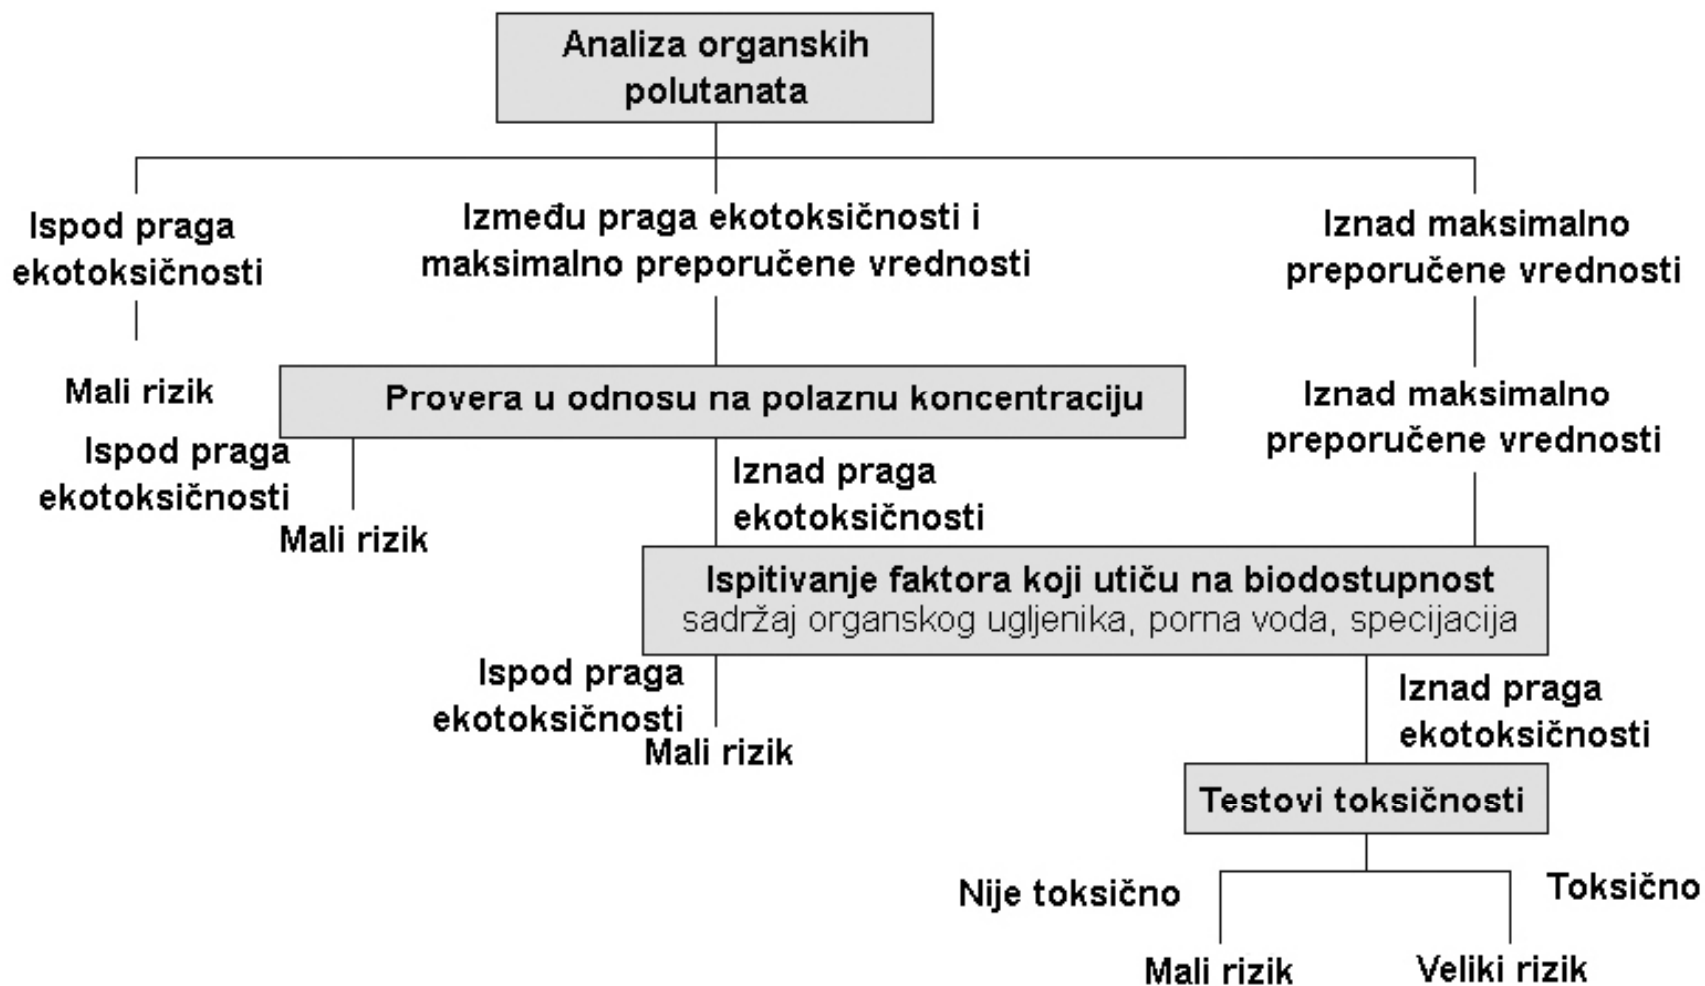 Analiza organskih
polutanata
Ispod praga
ekotoksičnosti
Između praga ekotoksičnosti i
maksimalno preporučene vrednosti
Iznad maksimalno
preporučene vrednosti
Mali rizik
Provera u odnosu na polaznu koncentraciju
Iznad maksimalno
preporučene vrednosti
Ispod praga
ekotoksičnosti
Mali rizik
Iznad praga
ekotoksičnosti
Ispitivanje faktora koji utiču na biodostupnost
sadržaj organskog ugljenika, porna voda, specijacija
Ispod praga
ekotoksičnosti
Mali rizik
Iznad praga
ekotoksičnosti
Testovi toksičnosti
Nije toksično
Toksično
Mali rizik
Veliki rizik